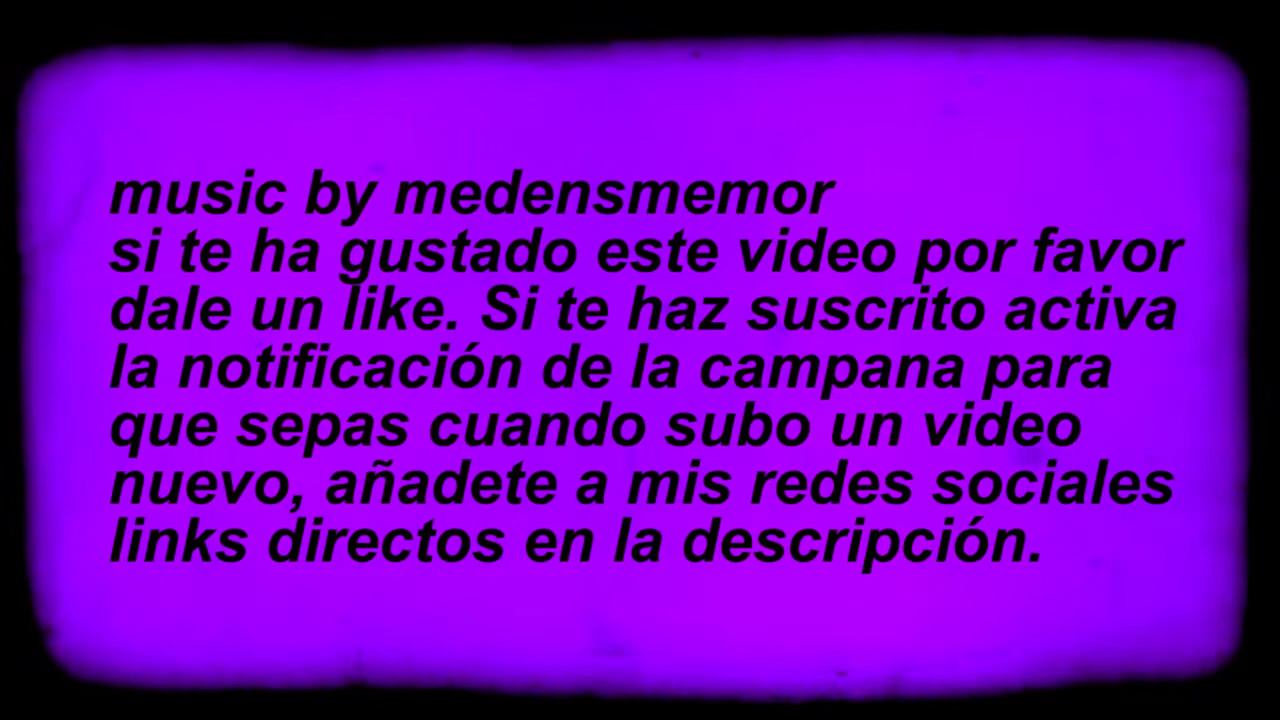 music by medensmemor
si te ha gustado este video por favor
dale un like. Si te haz suscrito activa
la notificación de la campana para
que sepas cuando subo un video
nuevo, añadete a mis redes sociales
links directos en la descripción.